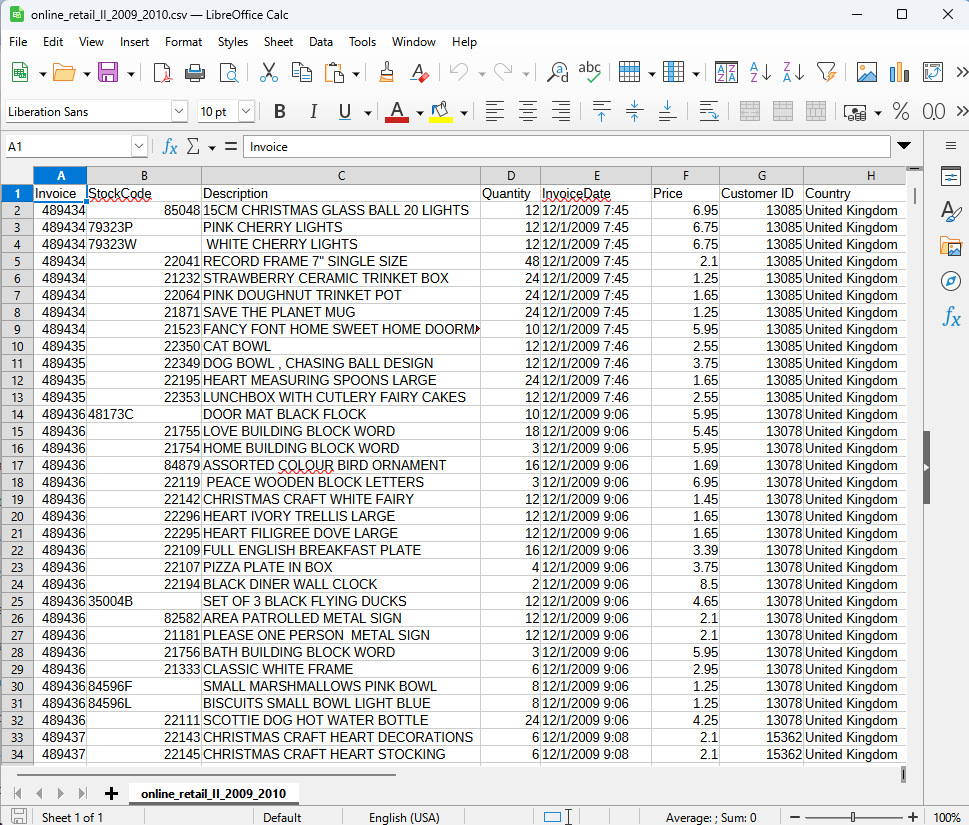 online_retail_II_2009_2010.csv — LibreOffice Calc
File Edit View Insert Format Styles Sheet Data Tools Window Help
Liberation Sans 10 pt B I U A % 0,0
A1 fx Σ = Invoice
A B C D E F G H
1 Invoice StockCode Description Quantity InvoiceDate Price Customer ID Country
2 489434 85048 15CM CHRISTMAS GLASS BALL 20 LIGHTS 12 12/1/2009 7:45 6.95 13085 United Kingdom
3 489434 79323P PINK CHERRY LIGHTS 12 12/1/2009 7:45 6.75 13085 United Kingdom
4 489434 79323W WHITE CHERRY LIGHTS 12 12/1/2009 7:45 6.75 13085 United Kingdom
5 489434 22041 RECORD FRAME 7" SINGLE SIZE 48 12/1/2009 7:45 2.1 13085 United Kingdom
6 489434 21232 STRAWBERRY CERAMIC TRINKET BOX 24 12/1/2009 7:45 1.25 13085 United Kingdom
7 489434 22064 PINK DOUGHNUT TRINKET POT 24 12/1/2009 7:45 1.65 13085 United Kingdom
8 489434 21871 SAVE THE PLANET MUG 24 12/1/2009 7:45 1.25 13085 United Kingdom
9 489434 21523 FANCY FONT HOME SWEET HOME DOORM 10 12/1/2009 7:45 5.95 13085 United Kingdom
10 489435 22350 CAT BOWL 12 12/1/2009 7:46 2.55 13085 United Kingdom
11 489435 22349 DOG BOWL , CHASING BALL DESIGN 12 12/1/2009 7:46 3.75 13085 United Kingdom
12 489435 22195 HEART MEASURING SPOONS LARGE 24 12/1/2009 7:46 1.65 13085 United Kingdom
13 489435 22353 LUNCHBOX WITH CUTLERY FAIRY CAKES 12 12/1/2009 7:46 2.55 13085 United Kingdom
14 489436 48173C DOOR MAT BLACK FLOCK 10 12/1/2009 9:06 5.95 13078 United Kingdom
15 489436 21755 LOVE BUILDING BLOCK WORD 18 12/1/2009 9:06 5.45 13078 United Kingdom
16 489436 21754 HOME BUILDING BLOCK WORD 3 12/1/2009 9:06 5.95 13078 United Kingdom
17 489436 84879 ASSORTED COLOUR BIRD ORNAMENT 16 12/1/2009 9:06 1.69 13078 United Kingdom
18 489436 22119 PEACE WOODEN BLOCK LETTERS 3 12/1/2009 9:06 6.95 13078 United Kingdom
19 489436 22142 CHRISTMAS CRAFT WHITE FAIRY 12 12/1/2009 9:06 1.45 13078 United Kingdom
20 489436 22296 HEART IVORY TRELLIS LARGE 12 12/1/2009 9:06 1.65 13078 United Kingdom
21 489436 22295 HEART FILIGREE DOVE LARGE 12 12/1/2009 9:06 1.65 13078 United Kingdom
22 489436 22109 FULL ENGLISH BREAKFAST PLATE 16 12/1/2009 9:06 3.39 13078 United Kingdom
23 489436 22107 PIZZA PLATE IN BOX 4 12/1/2009 9:06 3.75 13078 United Kingdom
24 489436 22194 BLACK DINER WALL CLOCK 2 12/1/2009 9:06 8.5 13078 United Kingdom
25 489436 35004B SET OF 3 BLACK FLYING DUCKS 12 12/1/2009 9:06 4.65 13078 United Kingdom
26 489436 82582 AREA PATROLLED METAL SIGN 12 12/1/2009 9:06 2.1 13078 United Kingdom
27 489436 21181 PLEASE ONE PERSON  METAL SIGN 12 12/1/2009 9:06 2.1 13078 United Kingdom
28 489436 21756 BATH BUILDING BLOCK WORD 3 12/1/2009 9:06 5.95 13078 United Kingdom
29 489436 21333 CLASSIC WHITE FRAME 6 12/1/2009 9:06 2.95 13078 United Kingdom
30 489436 84596F SMALL MARSHMALLOWS PINK BOWL 8 12/1/2009 9:06 1.25 13078 United Kingdom
31 489436 84596L BISCUITS SMALL BOWL LIGHT BLUE 8 12/1/2009 9:06 1.25 13078 United Kingdom
32 489436 22111 SCOTTIE DOG HOT WATER BOTTLE 24 12/1/2009 9:06 4.25 13078 United Kingdom
33 489437 22143 CHRISTMAS CRAFT HEART DECORATIONS 6 12/1/2009 9:08 2.1 15362 United Kingdom
34 489437 22145 CHRISTMAS CRAFT HEART STOCKING 6 12/1/2009 9:08 2.1 15362 United Kingdom
online_retail_II_2009_2010
Sheet 1 of 1 Default English (USA) Average: ; Sum: 0 100%